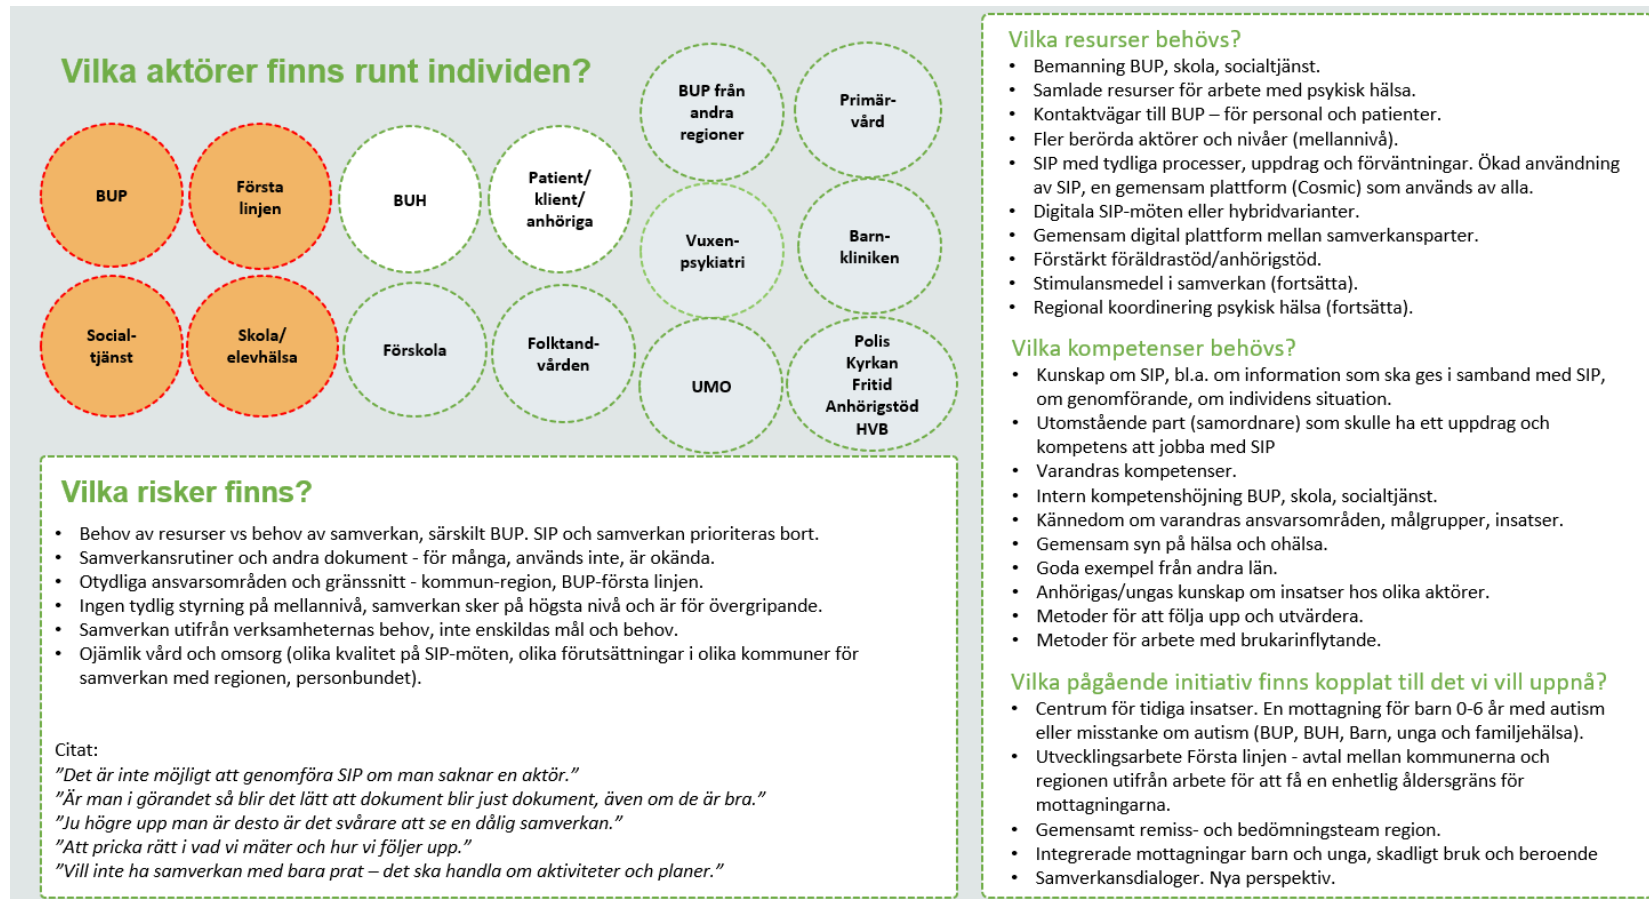 Vilka aktörer finns runt individen?
BUP
Första
linjen
BUH
Patient/
klient/
anhöriga
BUP från
andra
regioner
Primär-
vård
Vuxen-
psykiatri
Barn-
kliniken
Social-
tjänst
Skola/
elevhälsa
Förskola
Folktand-
vården
UMO
Polis
Kyrkan
Fritid
Anhörigstöd
HVB
Vilka risker finns?
• Behov av resurser vs behov av samverkan, särskilt BUP. SIP och samverkan prioriteras bort.
• Samverkansrutiner och andra dokument - för många, används inte, är okända.
• Otydliga ansvarsområden och gränssnitt - kommun-region, BUP-första linjen.
• Ingen tydlig styrning på mellannivå, samverkan sker på högsta nivå och är för övergripande.
• Samverkan utifrån verksamheternas behov, inte enskildas mål och behov.
• Ojämlik vård och omsorg (olika kvalitet på SIP-möten, olika förutsättningar i olika kommuner för
samverkan med regionen, personbundet).
Citat:
”Det är inte möjligt att genomföra SIP om man saknar en aktör.”
”Är man i görandet så blir det lätt att dokument blir just dokument, även om de är bra.”
”Ju högre upp man är desto är det svårare att se en dålig samverkan.”
”Att pricka rätt i vad vi mäter och hur vi följer upp.”
”Vill inte ha samverkan med bara prat – det ska handla om aktiviteter och planer.”
Vilka resurser behövs?
• Bemanning BUP, skola, socialtjänst.
• Samlade resurser för arbete med psykisk hälsa.
• Kontaktvägar till BUP – för personal och patienter.
• Fler berörda aktörer och nivåer (mellannivå).
• SIP med tydliga processer, uppdrag och förväntningar. Ökad användning
av SIP, en gemensam plattform (Cosmic) som används av alla.
• Digitala SIP-möten eller hybridvarianter.
• Gemensam digital plattform mellan samverkansparter.
• Förstärkt föräldrastöd/anhörigstöd.
• Stimulansmedel i samverkan (fortsätta).
• Regional koordinering psykisk hälsa (fortsätta).
Vilka kompetenser behövs?
• Kunskap om SIP, bl.a. om information som ska ges i samband med SIP,
om genomförande, om individens situation.
• Utomstående part (samordnare) som skulle ha ett uppdrag och
kompetens att jobba med SIP
• Varandras kompetenser.
• Intern kompetenshöjning BUP, skola, socialtjänst.
• Kännedom om varandras ansvarsområden, målgrupper, insatser.
• Gemensam syn på hälsa och ohälsa.
• Goda exempel från andra län.
• Anhörigas/ungas kunskap om insatser hos olika aktörer.
• Metoder för att följa upp och utvärdera.
• Metoder för arbete med brukarinflytande.
Vilka pågående initiativ finns kopplat till det vi vill uppnå?
• Centrum för tidiga insatser. En mottagning för barn 0-6 år med autism
eller misstanke om autism (BUP, BUH, Barn, unga och familjehälsa).
• Utvecklingsarbete Första linjen - avtal mellan kommunerna och
regionen utifrån arbete för att få en enhetlig åldersgräns för
mottagningarna.
• Gemensamt remiss- och bedömningsteam region.
• Integrerade mottagningar barn och unga, skadligt bruk och beroende
• Samverkansdialoger. Nya perspektiv.